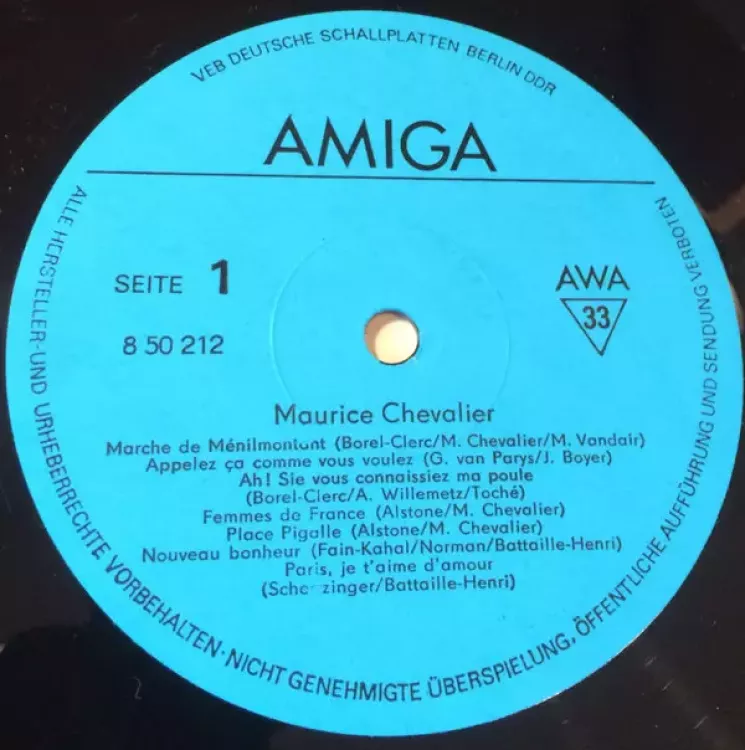 VEB DEUTSCHE SCHALLPLATTEN BERLIN DDR
AMIGA
SEITE 1
AWA
33
8 50 212
Maurice Chevalier
Marche de Ménilmontant (Borel-Clerc/M. Chevalier/M. Vandair)
Appelez ça comme vous voulez (G. van Parys/J. Boyer)
Ah! Sie vous connaissiez ma poule
(Borel-Clerc/A. Willemetz/Toché)
Femmes de France (Alstone/M. Chevalier)
Place Pigalle (Alstone/M. Chevalier)
Nouveau bonheur (Fain-Kahal/Norman/Battaille-Henri)
Paris, je t'aime d'amour
(Schertzinger/Battaille-Henri)
ALLE HERSTELLER- UND URHEBERRECHTE VORBEHALTEN · NICHT GENEHMIGTE ÜBERSPIELUNG, ÖFFENTLICHE AUFFÜHRUNG UND SENDUNG VERBOTEN